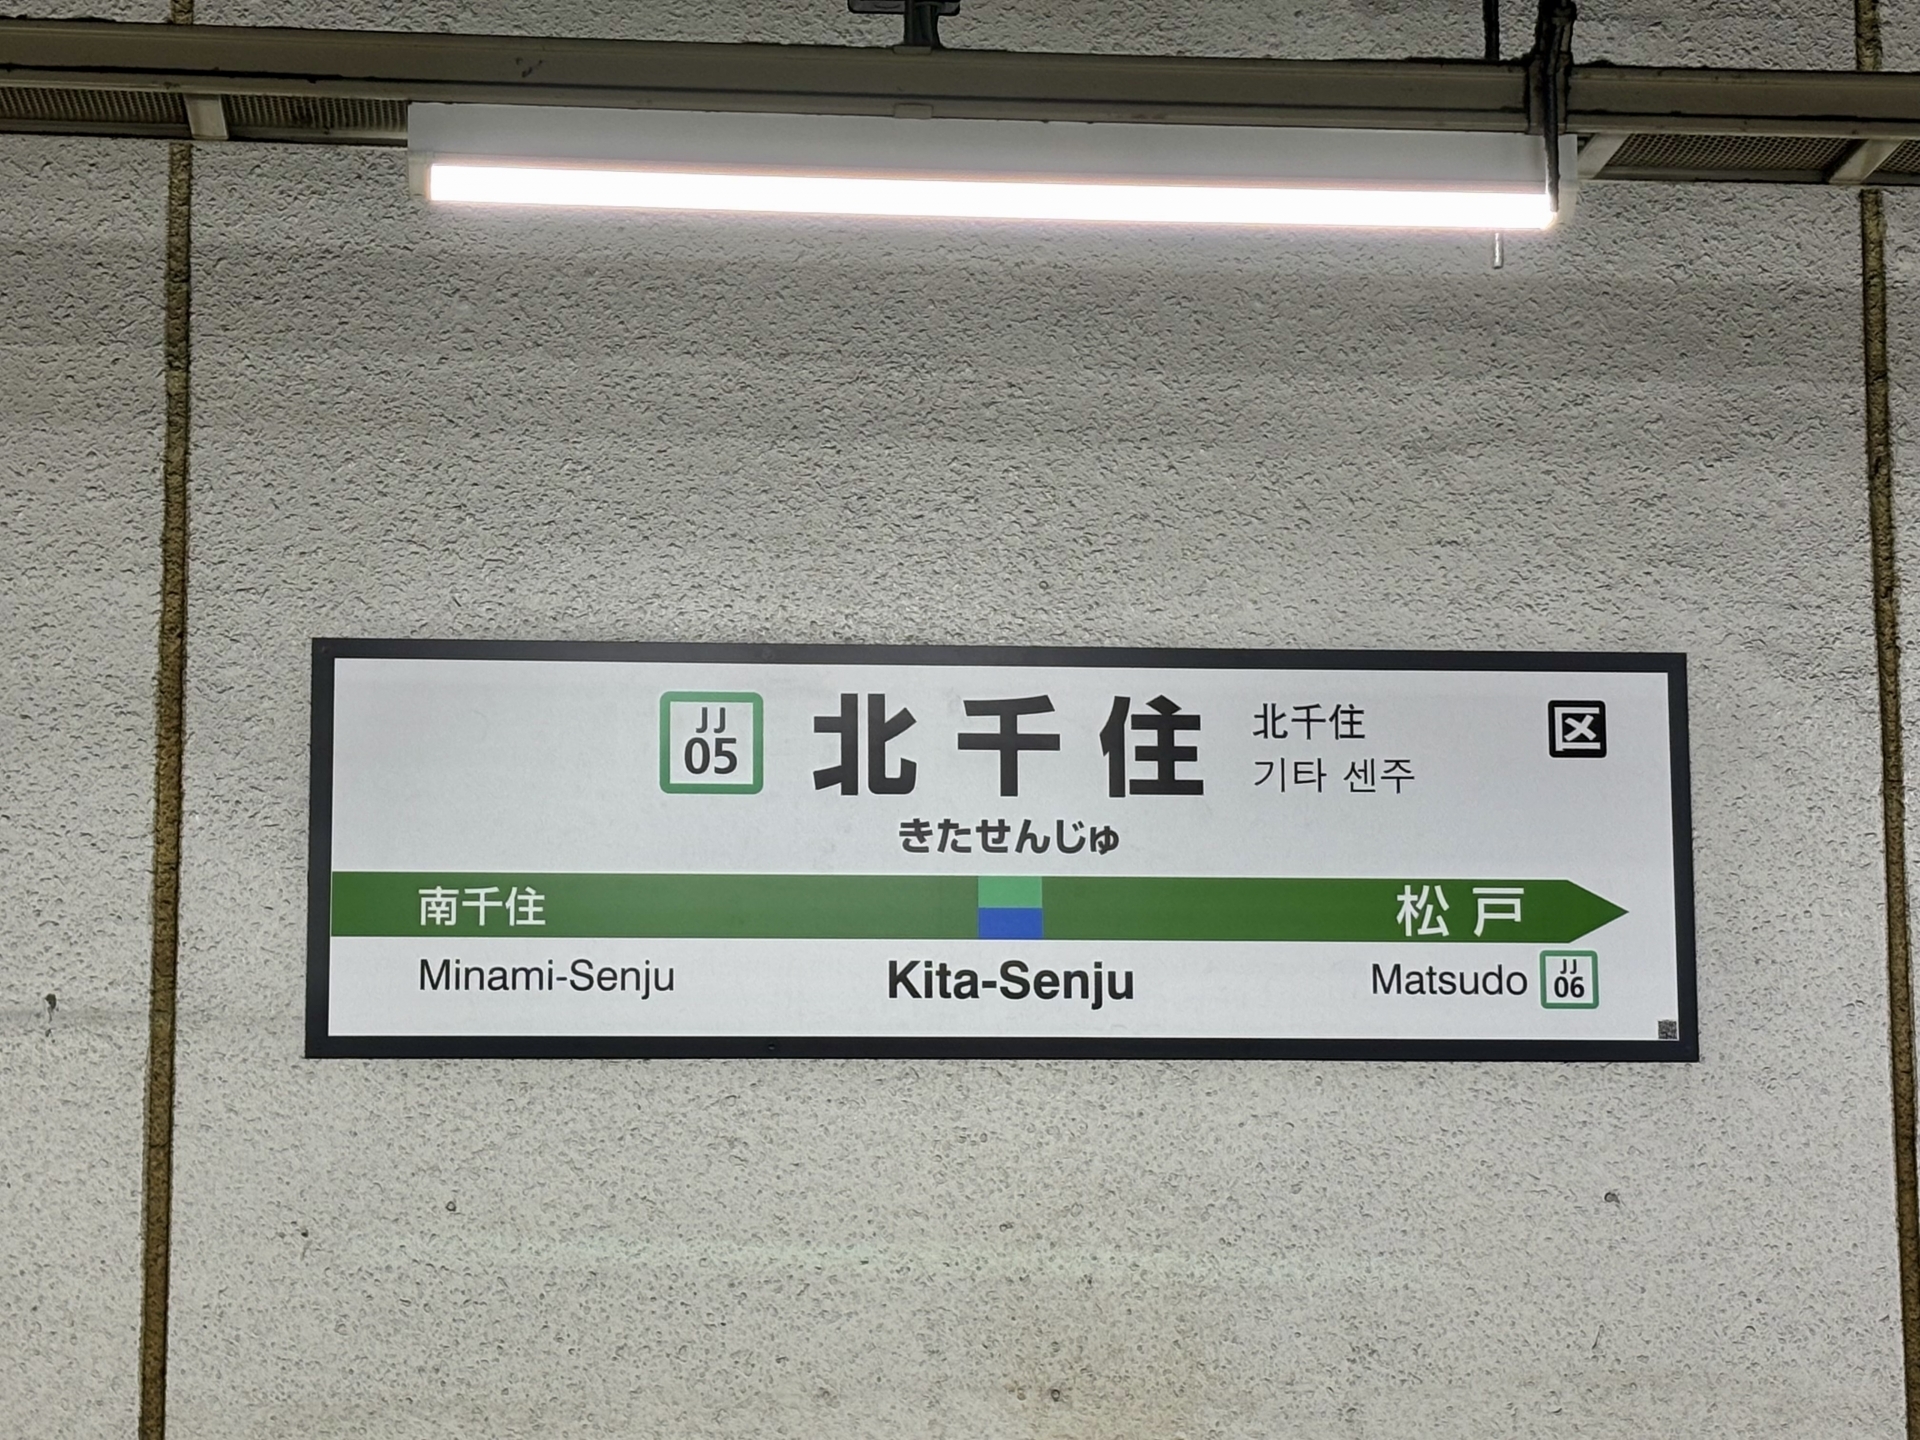 JJ
05
北千住
北千住
기타 센주
区
きたせんじゅ
南千住
松戸
Minami-Senju
Kita-Senju
Matsudo
JJ
06